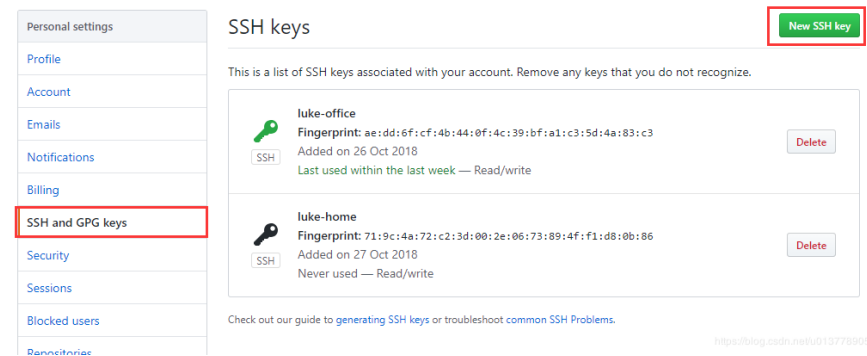 Personal settings
Profile
Account
Emails
Notifications
Billing
SSH and GPG keys
Security
Sessions
Blocked users
Repositories
SSH keys
New SSH key
This is a list of SSH keys associated with your account. Remove any keys that you do not recognize.
luke-office
Fingerprint: ae:dd:6f:cf:4b:44:0f:4c:39:bf:a1:c3:5d:4a:83:c3
SSH
Added on 26 Oct 2018
Last used within the last week — Read/write
Delete
luke-home
Fingerprint: 71:9c:4a:72:c2:3d:00:2e:06:73:89:4f:f1:d8:0b:86
SSH
Added on 27 Oct 2018
Never used — Read/write
Delete
Check out our guide to generating SSH keys or troubleshoot common SSH Problems.